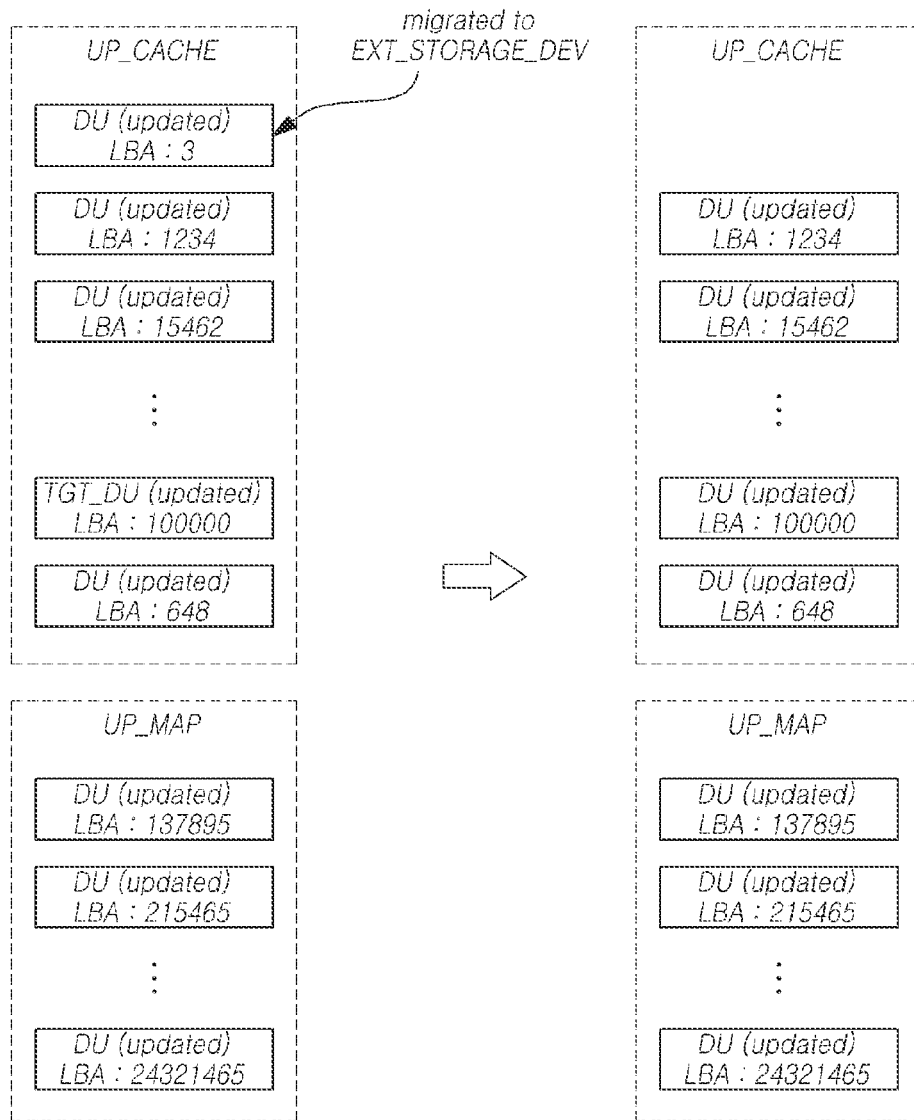 migrated to
EXT_STORAGE_DEV
UP_CACHE
DU (updated)
LBA : 3
DU (updated)
LBA : 1234
DU (updated)
LBA : 15462
⋮
TGT_DU (updated)
LBA : 100000
DU (updated)
LBA : 648
UP_MAP
DU (updated)
LBA : 137895
DU (updated)
LBA : 215465
⋮
DU (updated)
LBA : 24321465
UP_CACHE
DU (updated)
LBA : 1234
DU (updated)
LBA : 15462
⋮
DU (updated)
LBA : 100000
DU (updated)
LBA : 648
UP_MAP
DU (updated)
LBA : 137895
DU (updated)
LBA : 215465
⋮
DU (updated)
LBA : 24321465